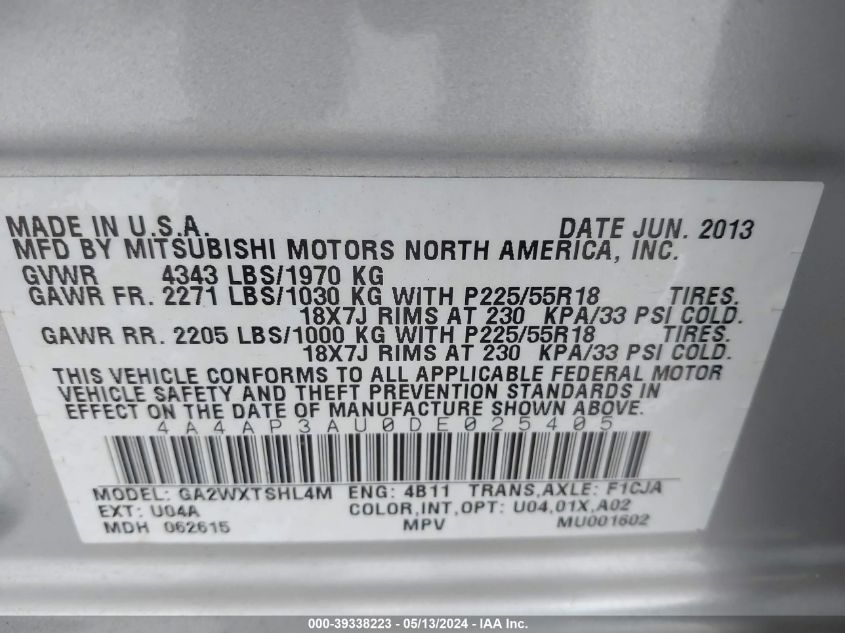 MADE IN U.S.A. DATE JUN. 2013
MFD BY MITSUBISHI MOTORS NORTH AMERICA, INC.
GVWR 4343 LBS/1970 KG
GAWR FR. 2271 LBS/1030 KG WITH P225/55R18 TIRES.
18X7J RIMS AT 230 KPA/33 PSI COLD.
GAWR RR. 2205 LBS/1000 KG WITH P225/55R18 TIRES.
18X7J RIMS AT 230 KPA/33 PSI COLD.
THIS VEHICLE CONFORMS TO ALL APPLICABLE FEDERAL MOTOR
VEHICLE SAFETY AND THEFT PREVENTION STANDARDS IN
EFFECT ON THE DATE OF MANUFACTURE SHOWN ABOVE.
4A4AP3AU0DE025405
MODEL: GA2WXTSHL4M ENG: 4B11 TRANS,AXLE: F1CJA
EXT: U04A COLOR,INT,OPT: U04,01X,A02
MDH 062615 MPV MU001602
000-39338223 - 05/13/2024 - IAA Inc.